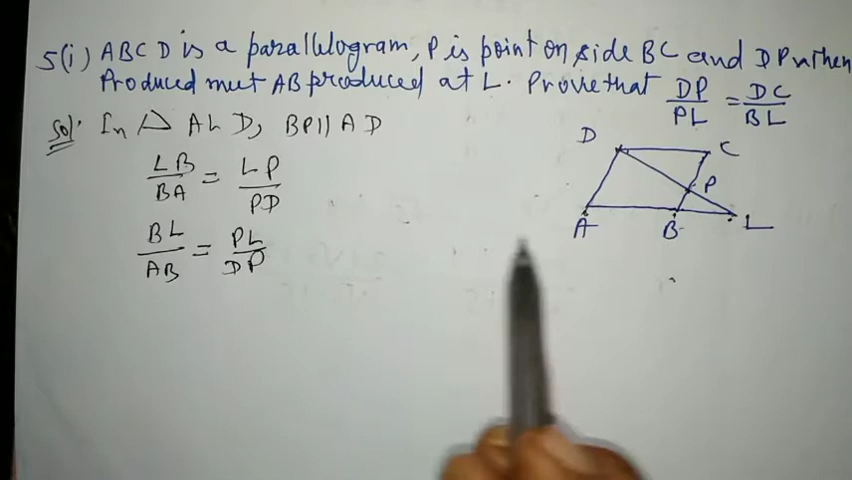 5(i) ABCD is a parallelogram, P is point on side BC and DP when
Produced meet AB produced at L. Prove that DP/PL = DC/BL
Sol. In △ ALD, BP || AD
LB/BA = LP/PD
BL/AB = PL/DP
D
C
P
A
B
L